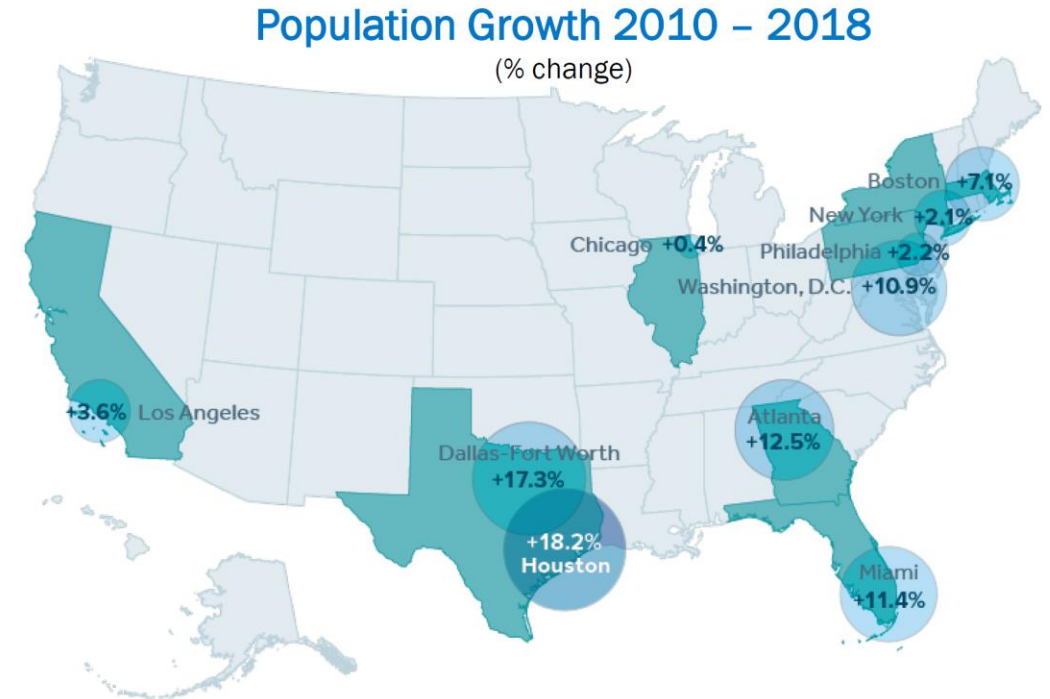 Population Growth 2010 – 2018
(% change)
Boston +7.1%
New York +2.1%
Chicago +0.4%
Philadelphia +2.2%
Washington, D.C. +10.9%
+3.6% Los Angeles
Atlanta
+12.5%
Dallas-Fort Worth
+17.3%
+18.2%
Houston
Miami
+11.4%